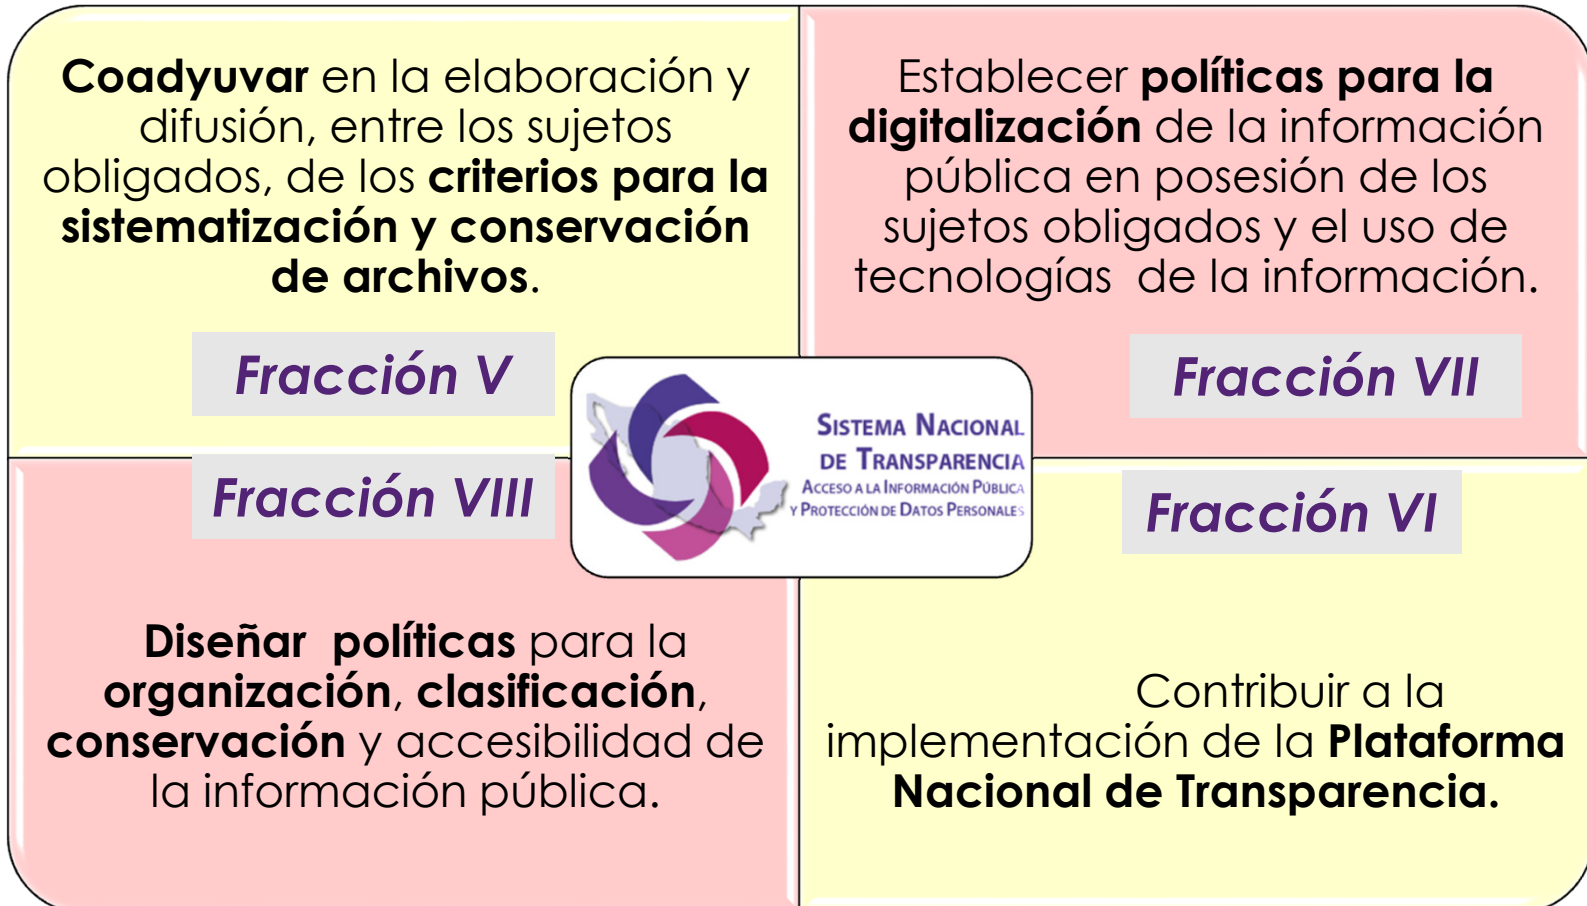 Coadyuvar en la elaboración y
difusión, entre los sujetos
obligados, de los criterios para la
sistematización y conservación
de archivos.
Fracción V
Establecer políticas para la
digitalización de la información
pública en posesión de los
sujetos obligados y el uso de
tecnologías de la información.
Fracción VII
SISTEMA NACIONAL
DE TRANSPARENCIA
ACCESO A LA INFORMACIÓN PÚBLICA
Y PROTECCIÓN DE DATOS PERSONALES
Fracción VIII
Diseñar políticas para la
organización, clasificación,
conservación y accesibilidad de
la información pública.
Fracción VI
Contribuir a la
implementación de la Plataforma
Nacional de Transparencia.